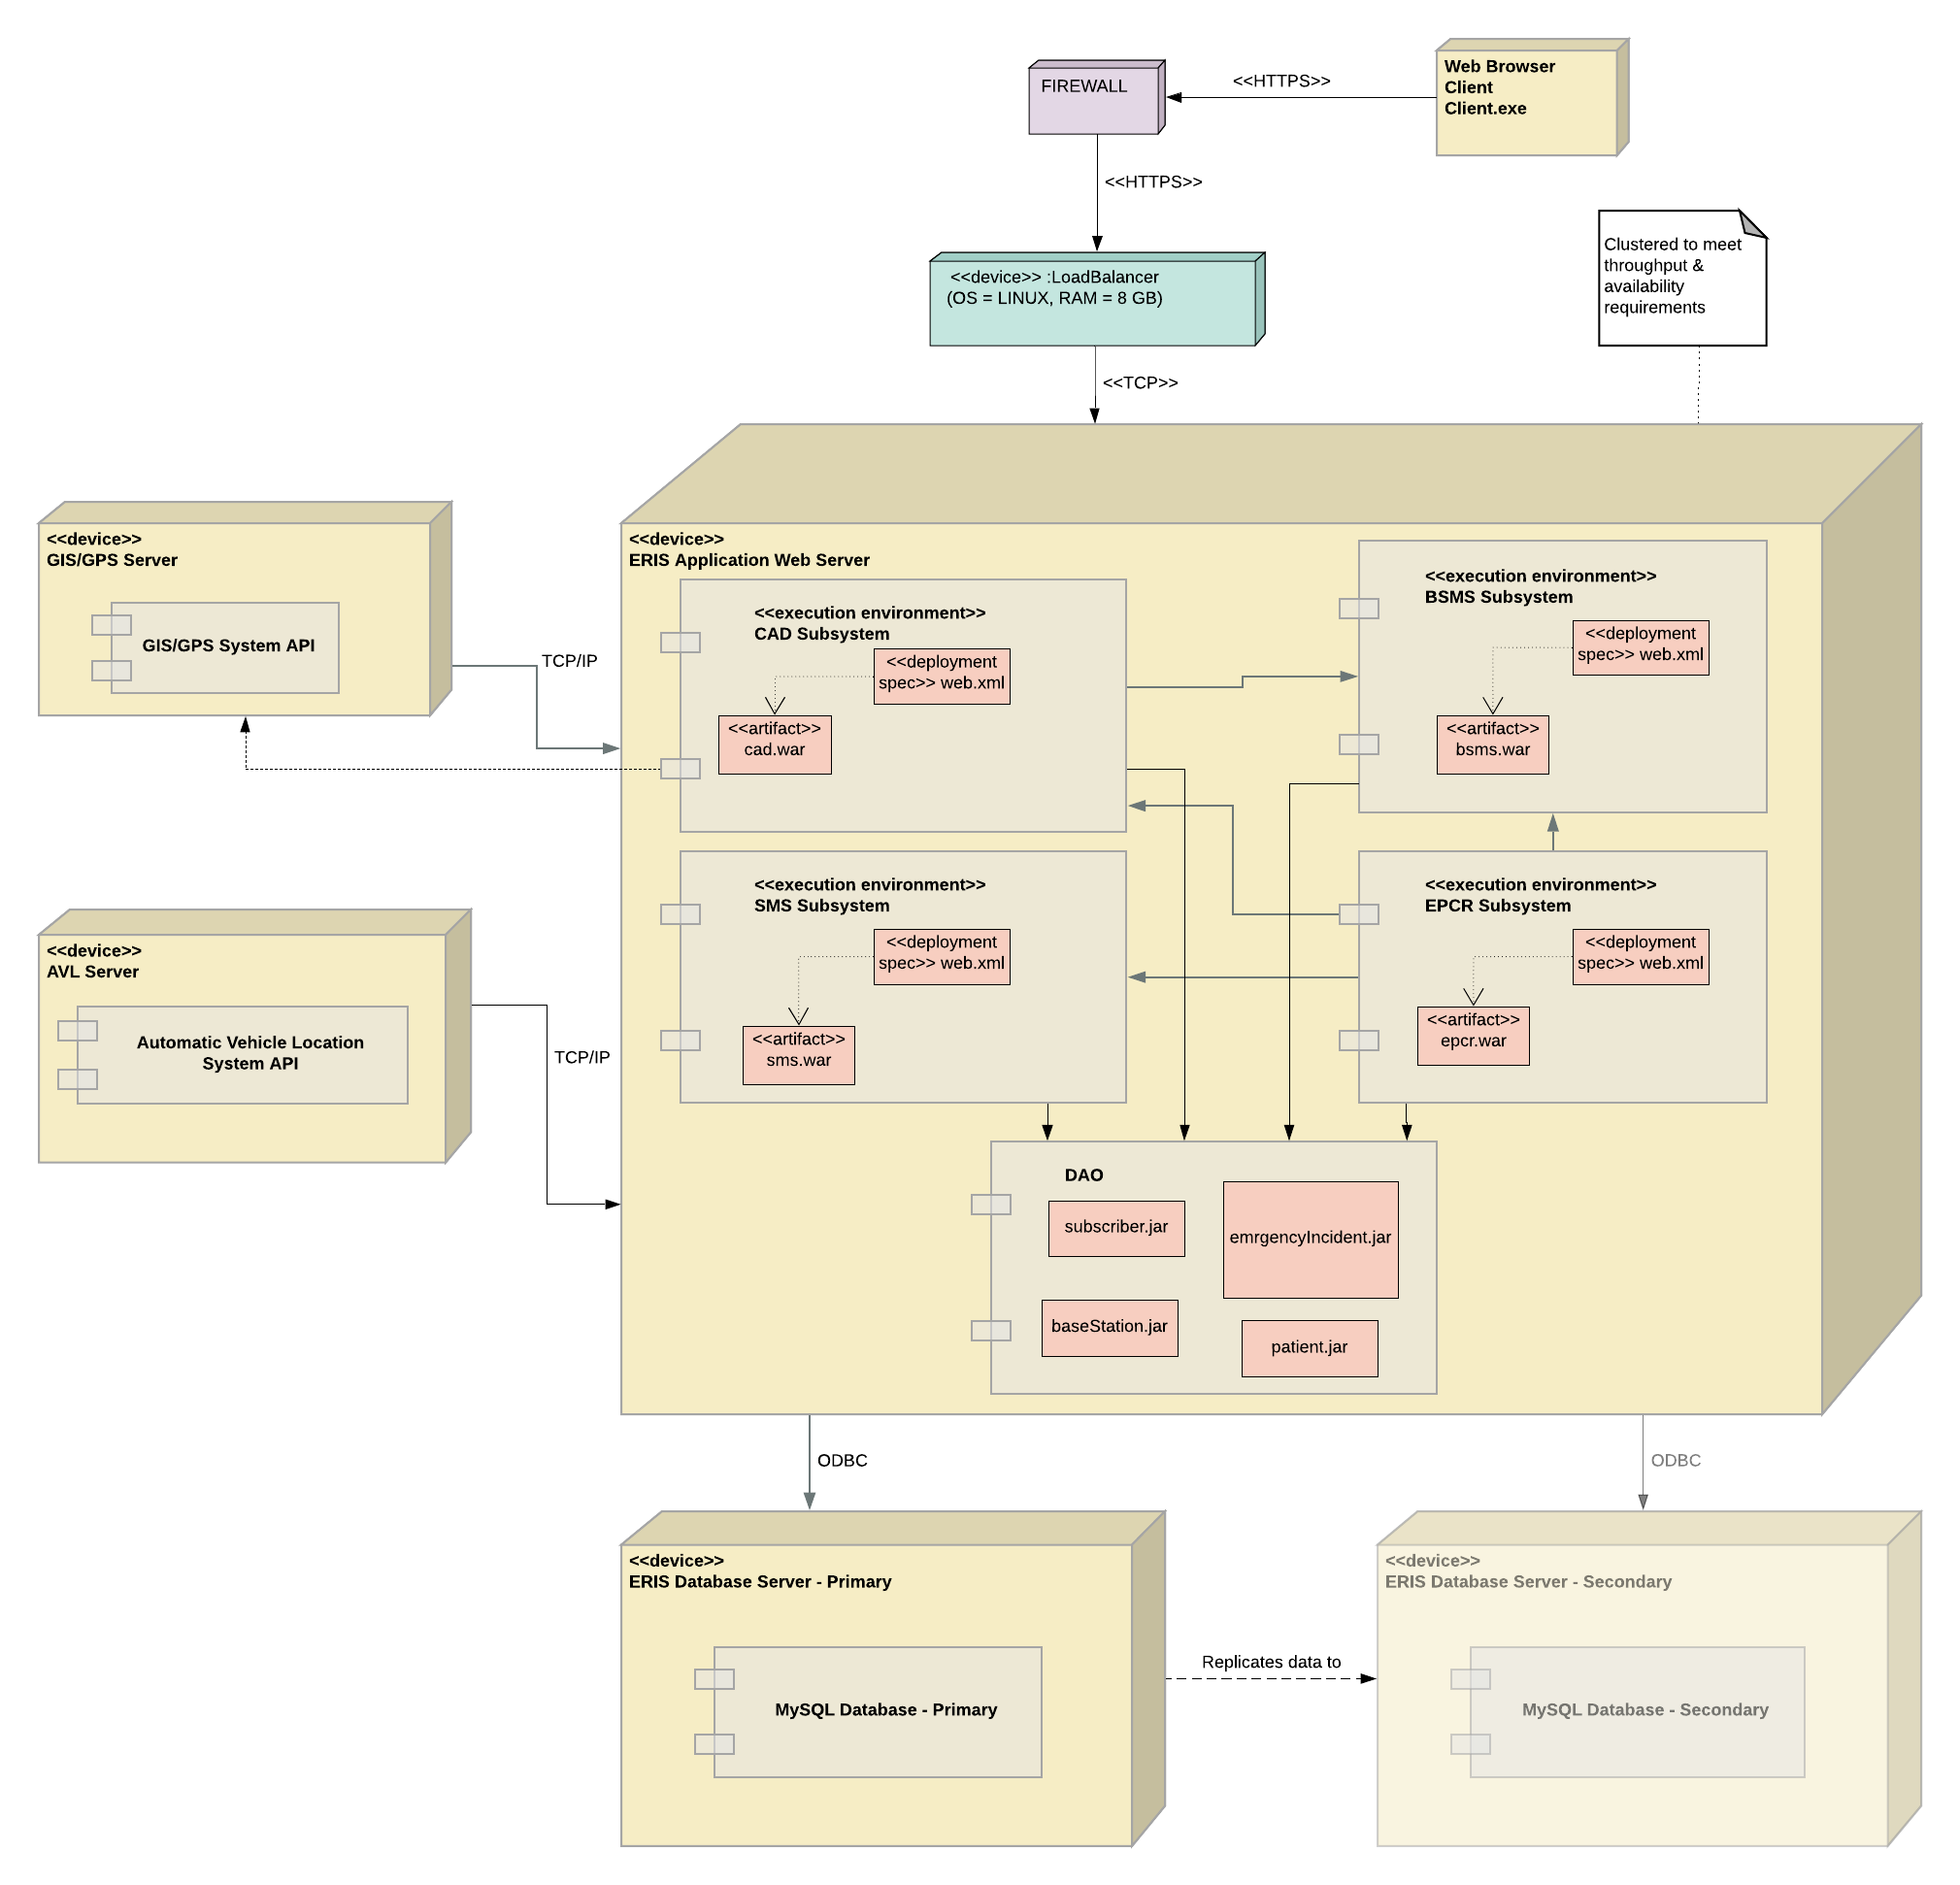 Web Browser
Client
Client.exe
<<HTTPS>>
FIREWALL
<<HTTPS>>
<<device>> :LoadBalancer
(OS = LINUX, RAM = 8 GB)
Clustered to meet
throughput &
availability
requirements
<<TCP>>
<<device>>
GIS/GPS Server
GIS/GPS System API
TCP/IP
<<device>>
ERIS Application Web Server
<<execution environment>>
CAD Subsystem
<<deployment
spec>> web.xml
<<artifact>>
cad.war
<<execution environment>>
BSMS Subsystem
<<deployment
spec>> web.xml
<<artifact>>
bsms.war
<<execution environment>>
SMS Subsystem
<<deployment
spec>> web.xml
<<artifact>>
sms.war
<<execution environment>>
EPCR Subsystem
<<deployment
spec>> web.xml
<<artifact>>
epcr.war
<<device>>
AVL Server
Automatic Vehicle Location
System API
TCP/IP
DAO
subscriber.jar
emrgencyIncident.jar
baseStation.jar
patient.jar
ODBC
ODBC
<<device>>
ERIS Database Server - Primary
MySQL Database - Primary
Replicates data to
<<device>>
ERIS Database Server - Secondary
MySQL Database - Secondary